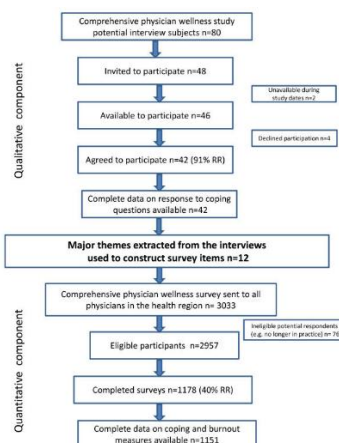 Comprehensive physician wellness study
potential interview subjects n=80
Invited to participate n=48
Unavailable during
study dates n=2
Available to participate n=46
Declined participation n=4
Agreed to participate n=42 (91% RR)
Complete data on response to coping
questions available n=42
Qualitative component
Major themes extracted from the interviews
used to construct survey items n=12
Comprehensive physician wellness survey sent to all
physicians in the health region n= 3033
Ineligible potential respondents
(e.g. no longer in practice) n= 76
Eligible participants n=2957
Completed surveys n=1178 (40% RR)
Complete data on coping and burnout
measures available n=1151
Quantitative component